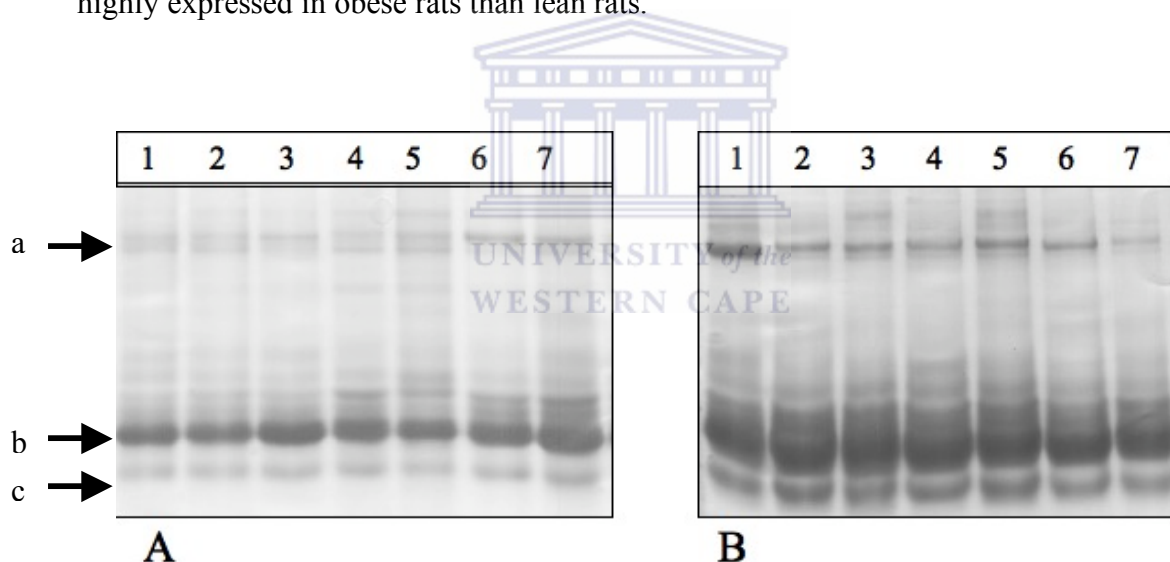 highly expressed in obese rats than lean rats.
1 2 3 4 5 6 7
1 2 3 4 5 6 7
a
UNIVERSITY of the
WESTERN CAPE
b
c
A
B